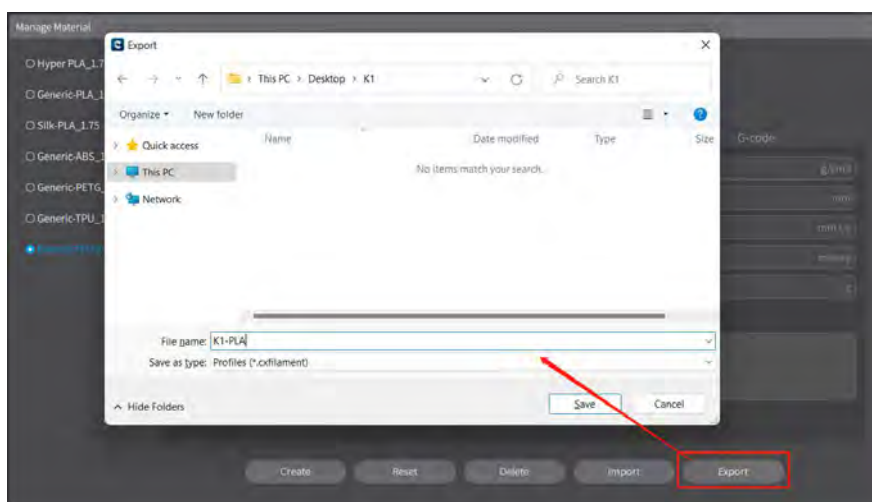 Manage Material
Export
This PC > Desktop > K1
Search K1
Organize
New folder
Name
Date modified
Type
Size
No items match your search.
Quick access
This PC
Network
Hyper PLA_1.7
Generic-PLA_1
Silk-PLA_1.75
Generic-ABS_1
Generic-PETG_
Generic-TPU_1
G-code
g/cm3
mm
File name: K1-PLA
Save as type: Profiles (*.cxfilament)
Hide Folders
Save
Cancel
Create
Reset
Delete
Import
Export